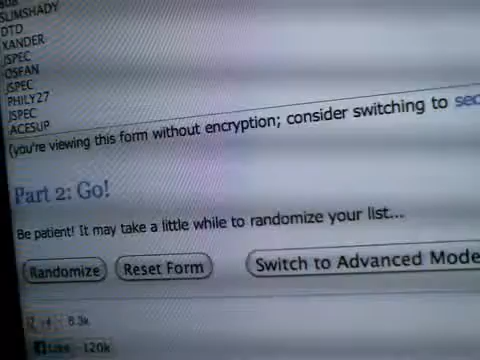 SLIMSHADY
DTD
XANDER
JSPEC
OSFAN
JSPEC
PHILY27
JSPEC
ACESUP
(you're viewing this form without encryption; consider switching to sec
Part 2: Go!
Be patient! It may take a little while to randomize your list...
Randomize Reset Form Switch to Advanced Mode
8.3k
Like 120k